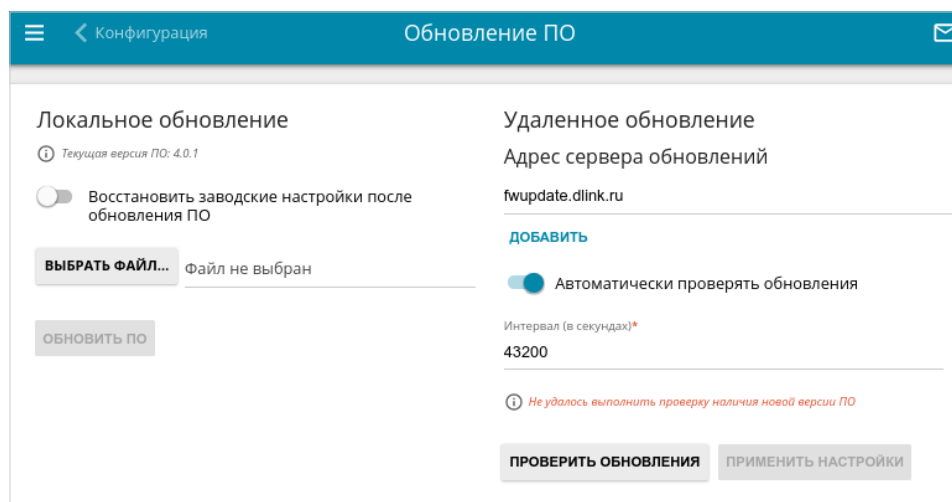 Конфигурация
Обновление ПО
Локальное обновление
Текущая версия ПО: 4.0.1
Восстановить заводские настройки после
обновления ПО
ВЫБРАТЬ ФАЙЛ... Файл не выбран
ОБНОВИТЬ ПО
Удаленное обновление
Адрес сервера обновлений
fwupdate.dlink.ru
ДОБАВИТЬ
Автоматически проверять обновления
Интервал (в секундах)*
43200
Не удалось выполнить проверку наличия новой версии ПО
ПРОВЕРИТЬ ОБНОВЛЕНИЯ ПРИМЕНИТЬ НАСТРОЙКИ